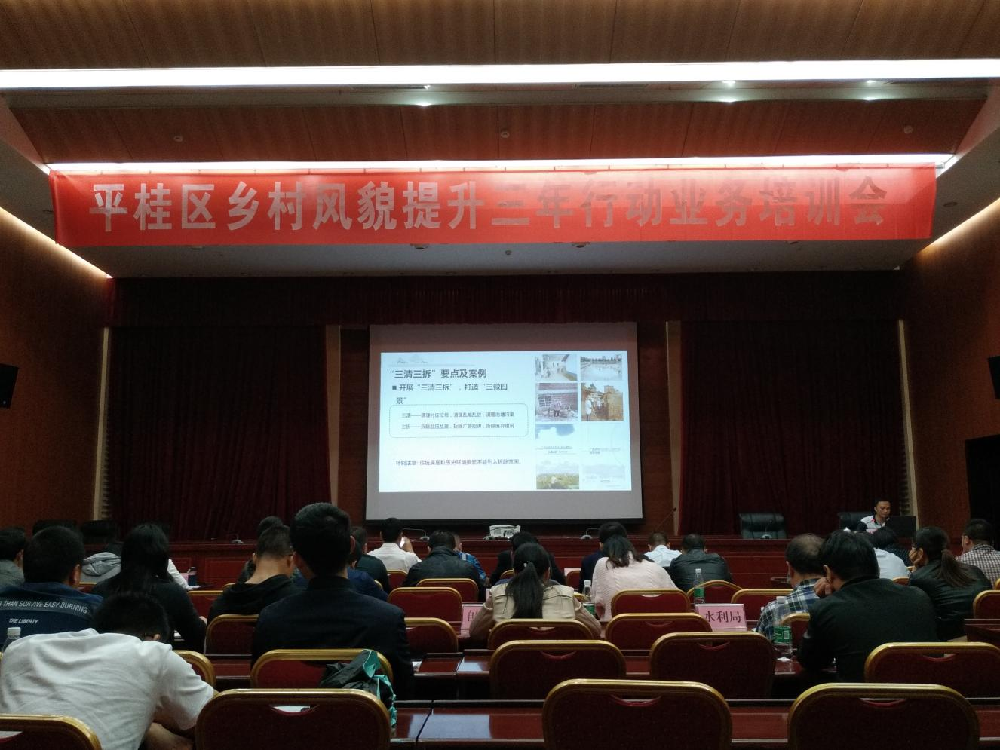 平桂区乡村风貌提升三年行动业务培训会
“三清三拆”要点及案例
■ 开展“三清三拆”，打造“三微四
景”
三清——清理村庄垃圾，清理乱堆乱放，清理池塘沟渠
三拆——拆除乱搭乱盖，拆除广告招牌，拆除废弃建筑
特别注意：传统民居和历史环境要素不能列入拆除范围。
水利局
THAN SURVIVE EASY BURNING
THE LIBERTY